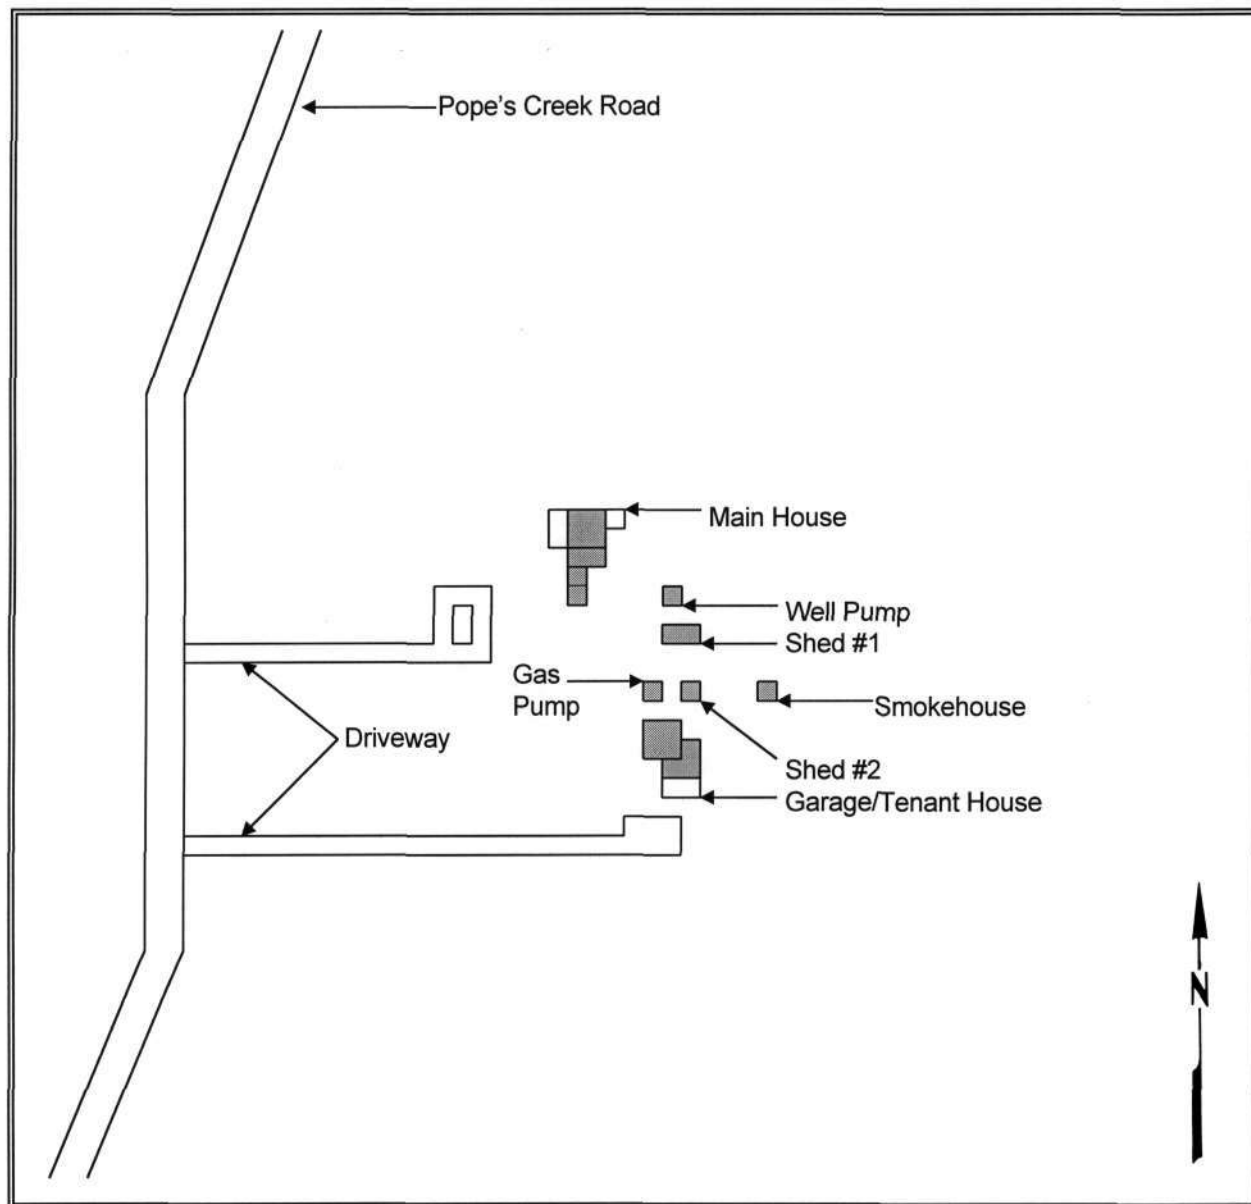 Pope's Creek Road
Main House
Well Pump
Shed #1
Gas
Pump
Smokehouse
Driveway
Shed #2
Garage/Tenant House
N